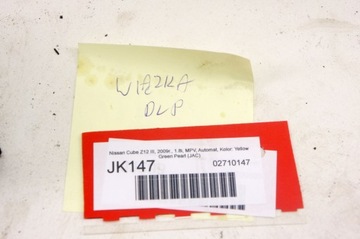 WIĄZKA
DLP
Nissan Cube Z12 III, 2009r., 1.6i, MPV, Automat, Kolor: Yellow
Green Pearl (JAC)
JK147 02710147